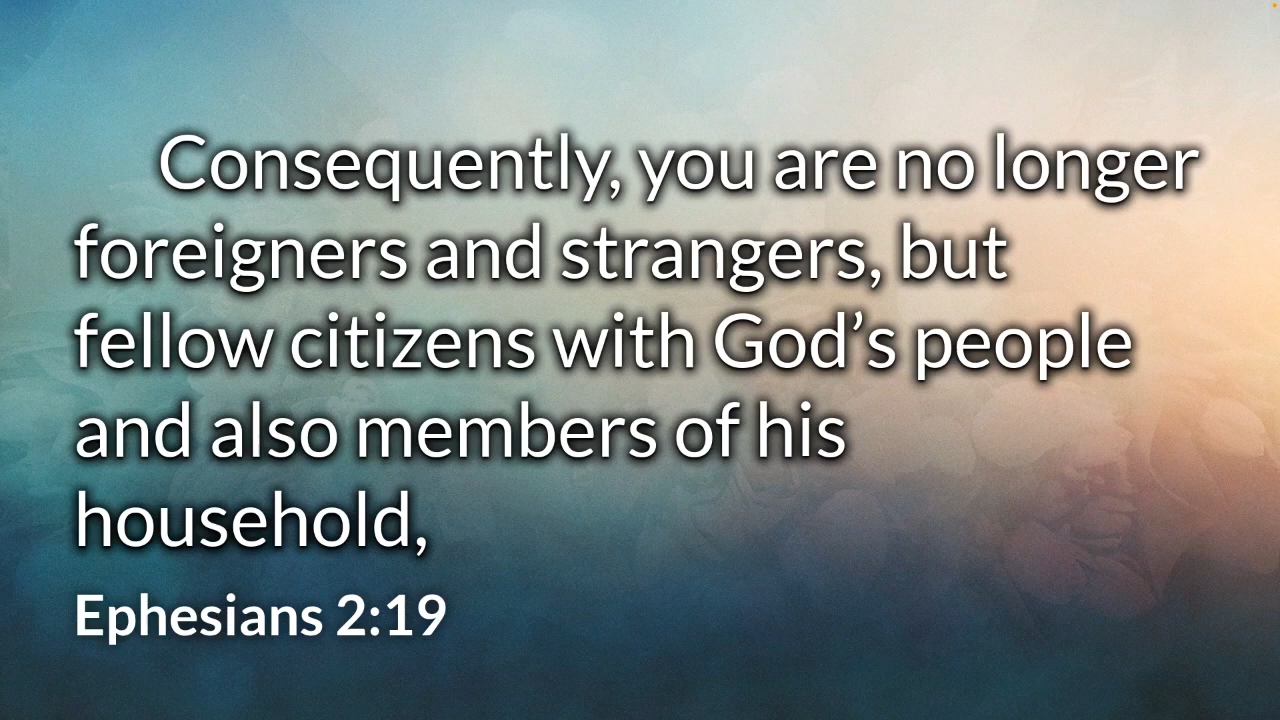 Consequently, you are no longer
foreigners and strangers, but
fellow citizens with God’s people
and also members of his
household,
Ephesians 2:19